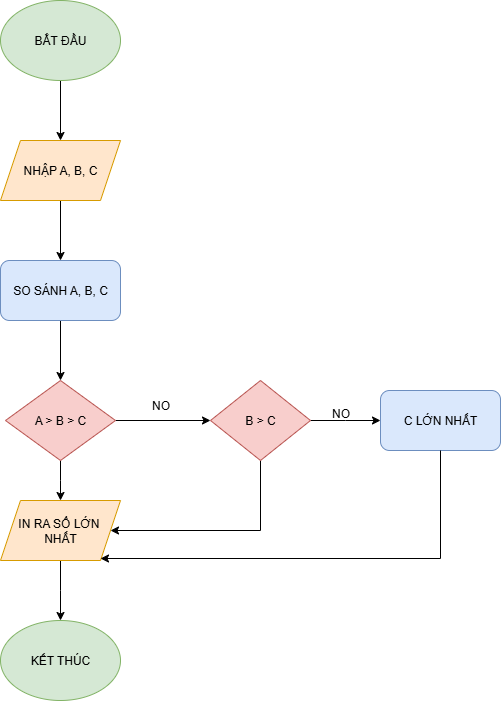 BẮT ĐẦU
NHẬP A, B, C
SO SÁNH A, B, C
A > B > C
NO
B > C
NO
C LỚN NHẤT
IN RA SỐ LỚN
NHẤT
KẾT THÚC